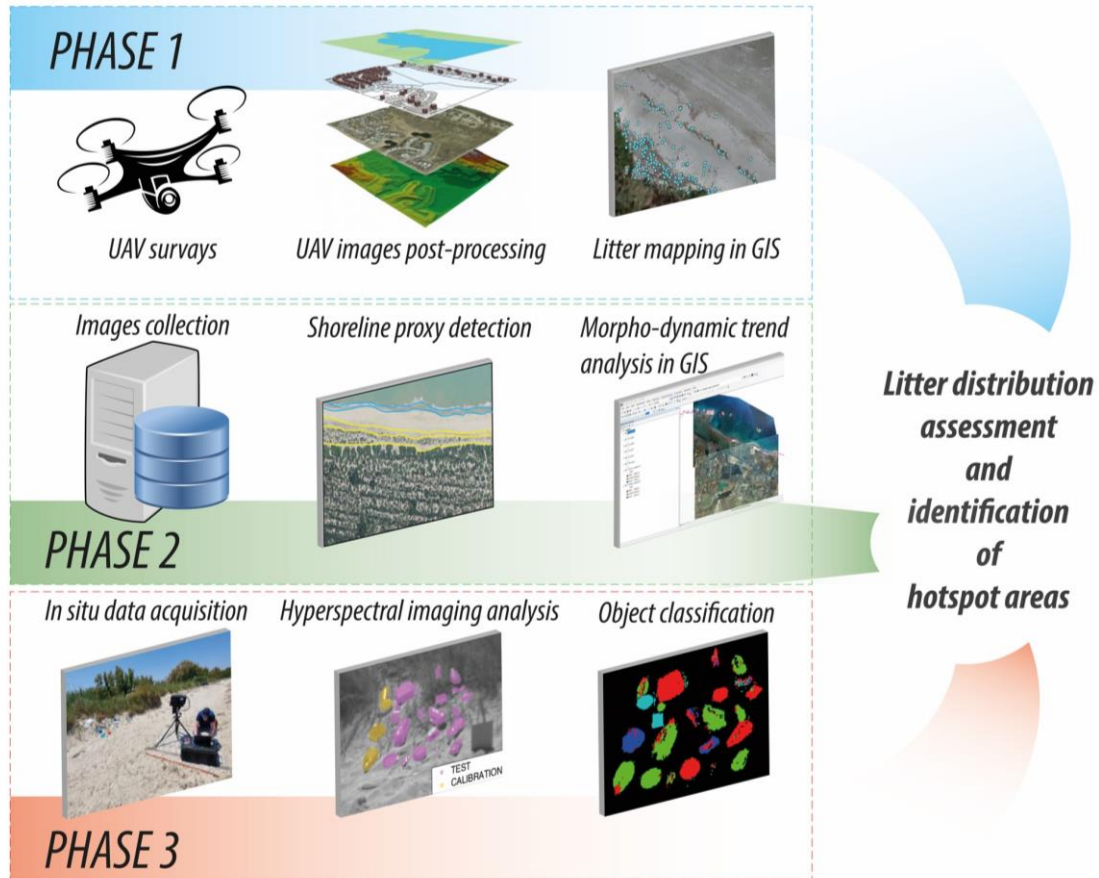 PHASE 1
UAV survays
UAV images post-processing
Litter mapping in GIS
Images collection
Shoreline proxy detection
Morpho-dynamic trend
analysis in GIS
PHASE 2
In situ data acquisition
Hyperspectral imaging analysis
Object classification
TEST
CALIBRATION
PHASE 3
Litter distribution
assessment
and
identification
of
hotspot areas